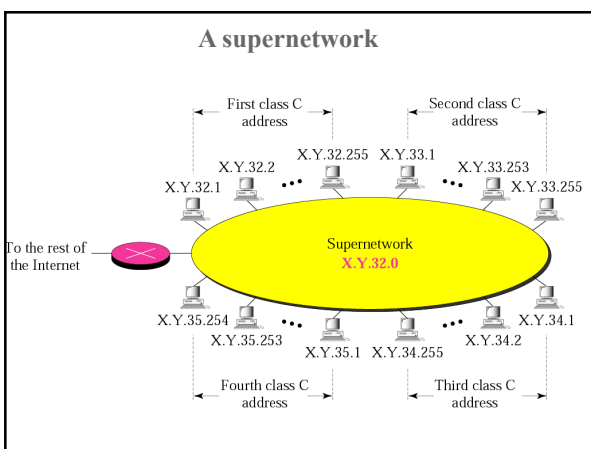 A supernetwork
First class C
address
Second class C
address
X.Y.32.1
X.Y.32.2
•••
X.Y.32.255
X.Y.33.1
•••
X.Y.33.253
X.Y.33.255
To the rest of
the Internet
Supernetwork
X.Y.32.0
X.Y.35.254
X.Y.35.253
•••
X.Y.35.1
X.Y.34.255
•••
X.Y.34.2
X.Y.34.1
Fourth class C
address
Third class C
address